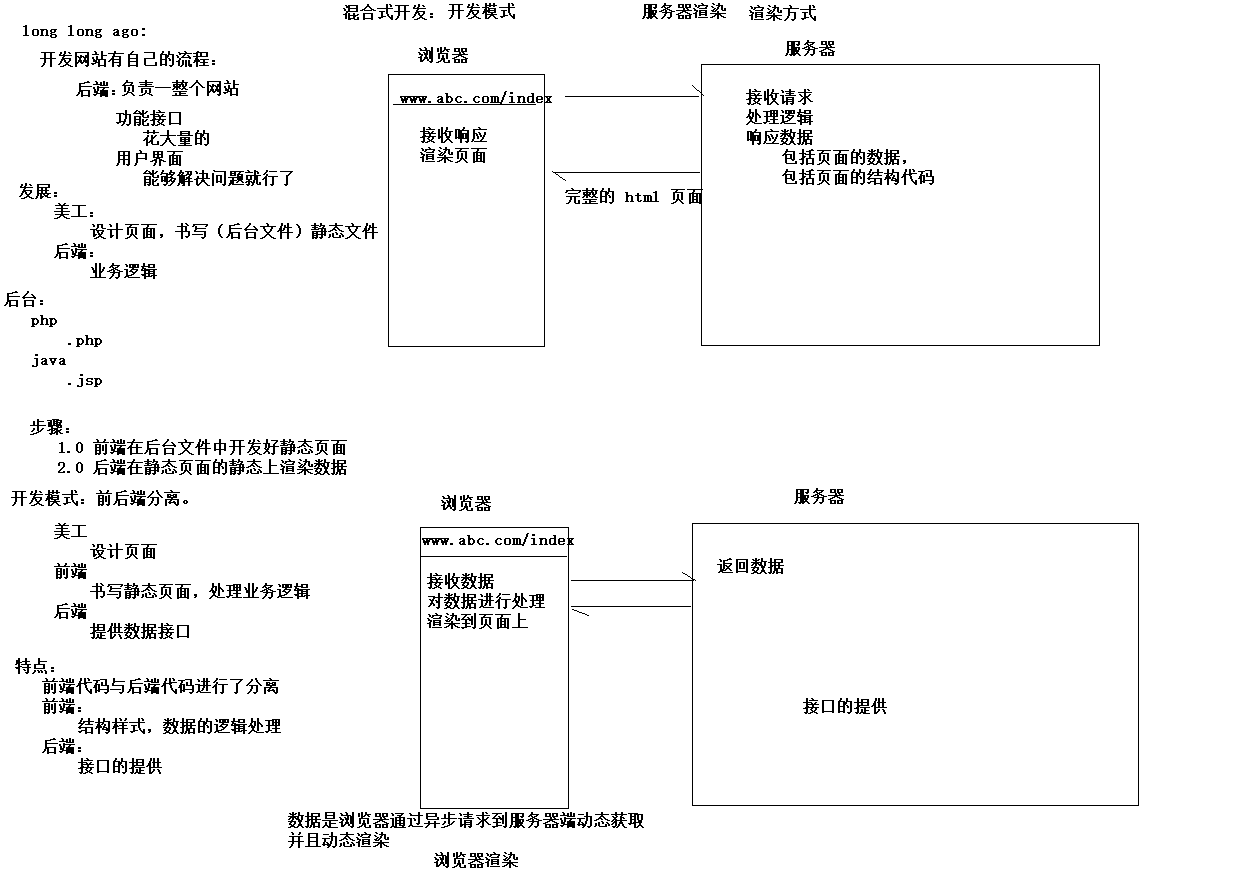 混合式开发：开发模式
服务器渲染 渲染方式
long long ago:
开发网站有自己的流程：
后端：负责一整个网站
功能接口
花大量的
用户界面
能够解决问题就行了
发展：
美工：
设计页面，书写（后台文件）静态文件
后端：
业务逻辑
后台：
php
.php
java
.jsp
浏览器
www.abc.com/index
接收响应
渲染页面
完整的 html 页面
服务器
接收请求
处理逻辑
响应数据
包括页面的数据，
包括页面的结构代码
步骤：
1.0 前端在后台文件中开发好静态页面
2.0 后端在静态页面的静态上渲染数据
开发模式：前后端分离。
美工
设计页面
前端
书写静态页面，处理业务逻辑
后端
提供数据接口
特点：
前端代码与后端代码进行了分离
前端：
结构样式，数据的逻辑处理
后端：
接口的提供
浏览器
www.abc.com/index
接收数据
对数据进行处理
渲染到页面上
服务器
返回数据
接口的提供
数据是浏览器通过异步请求到服务器端动态获取
并且动态渲染
浏览器渲染